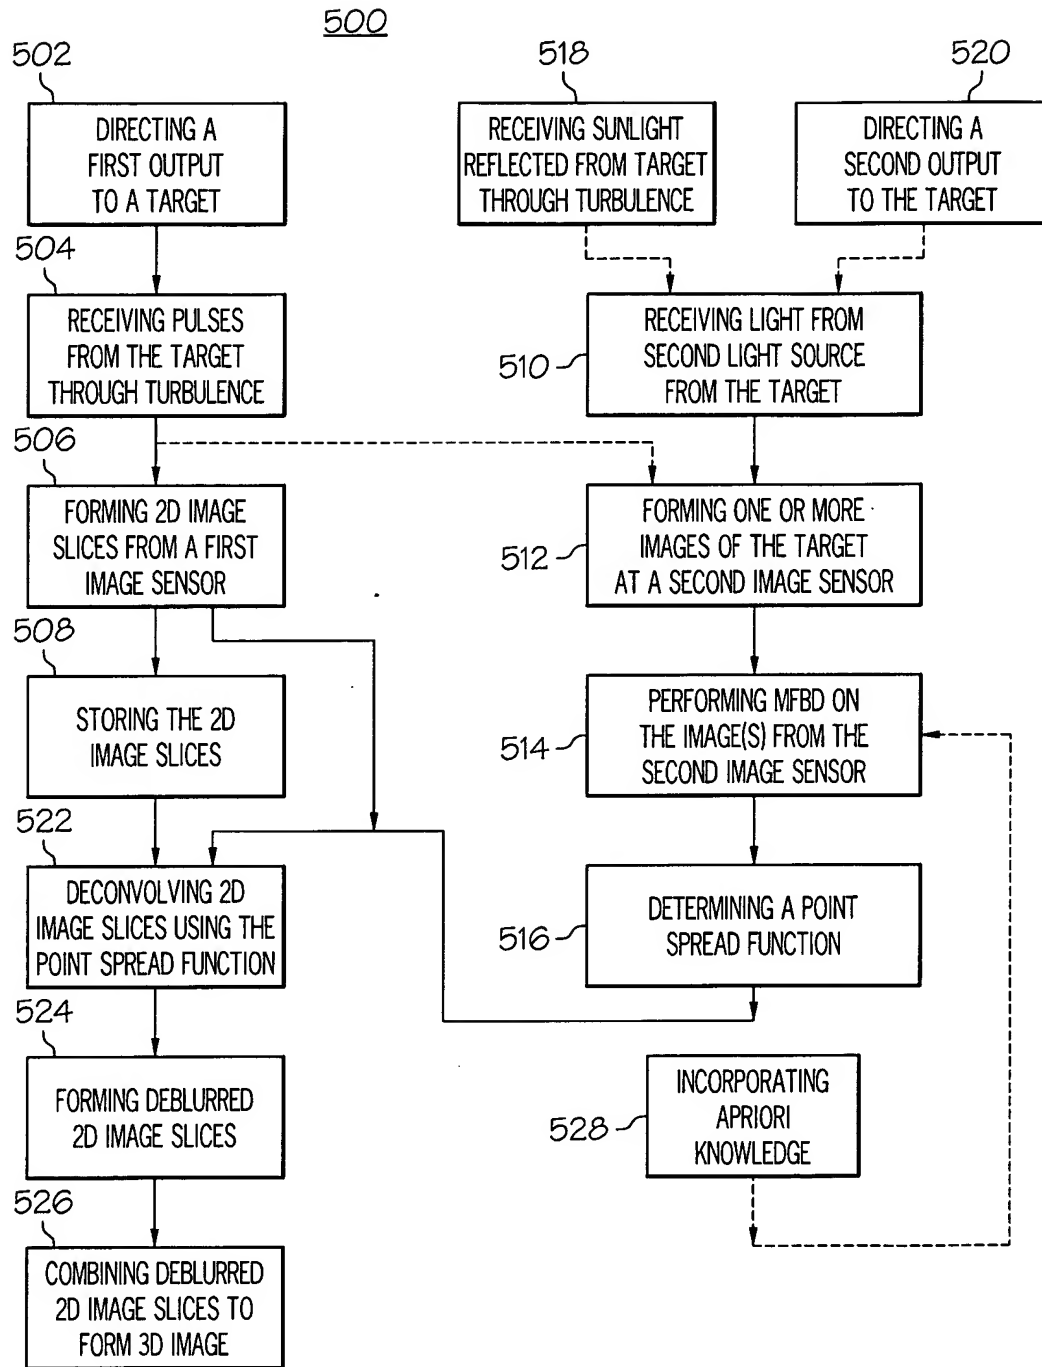 500
502
DIRECTING A
FIRST OUTPUT
TO A TARGET
518
RECEIVING SUNLIGHT
REFLECTED FROM TARGET
THROUGH TURBULENCE
520
DIRECTING A
SECOND OUTPUT
TO THE TARGET
504
RECEIVING PULSES
FROM THE TARGET
THROUGH TURBULENCE
510
RECEIVING LIGHT FROM
SECOND LIGHT SOURCE
FROM THE TARGET
506
FORMING 2D IMAGE
SLICES FROM A FIRST
IMAGE SENSOR
512
FORMING ONE OR MORE
IMAGES OF THE TARGET
AT A SECOND IMAGE SENSOR
508
STORING THE 2D
IMAGE SLICES
514
PERFORMING MFBD ON
THE IMAGE(S) FROM THE
SECOND IMAGE SENSOR
522
DECONVOLVING 2D
IMAGE SLICES USING THE
POINT SPREAD FUNCTION
516
DETERMINING A POINT
SPREAD FUNCTION
524
FORMING DEBLURRED
2D IMAGE SLICES
528
INCORPORATING
APRIORI
KNOWLEDGE
526
COMBINING DEBLURRED
2D IMAGE SLICES TO
FORM 3D IMAGE